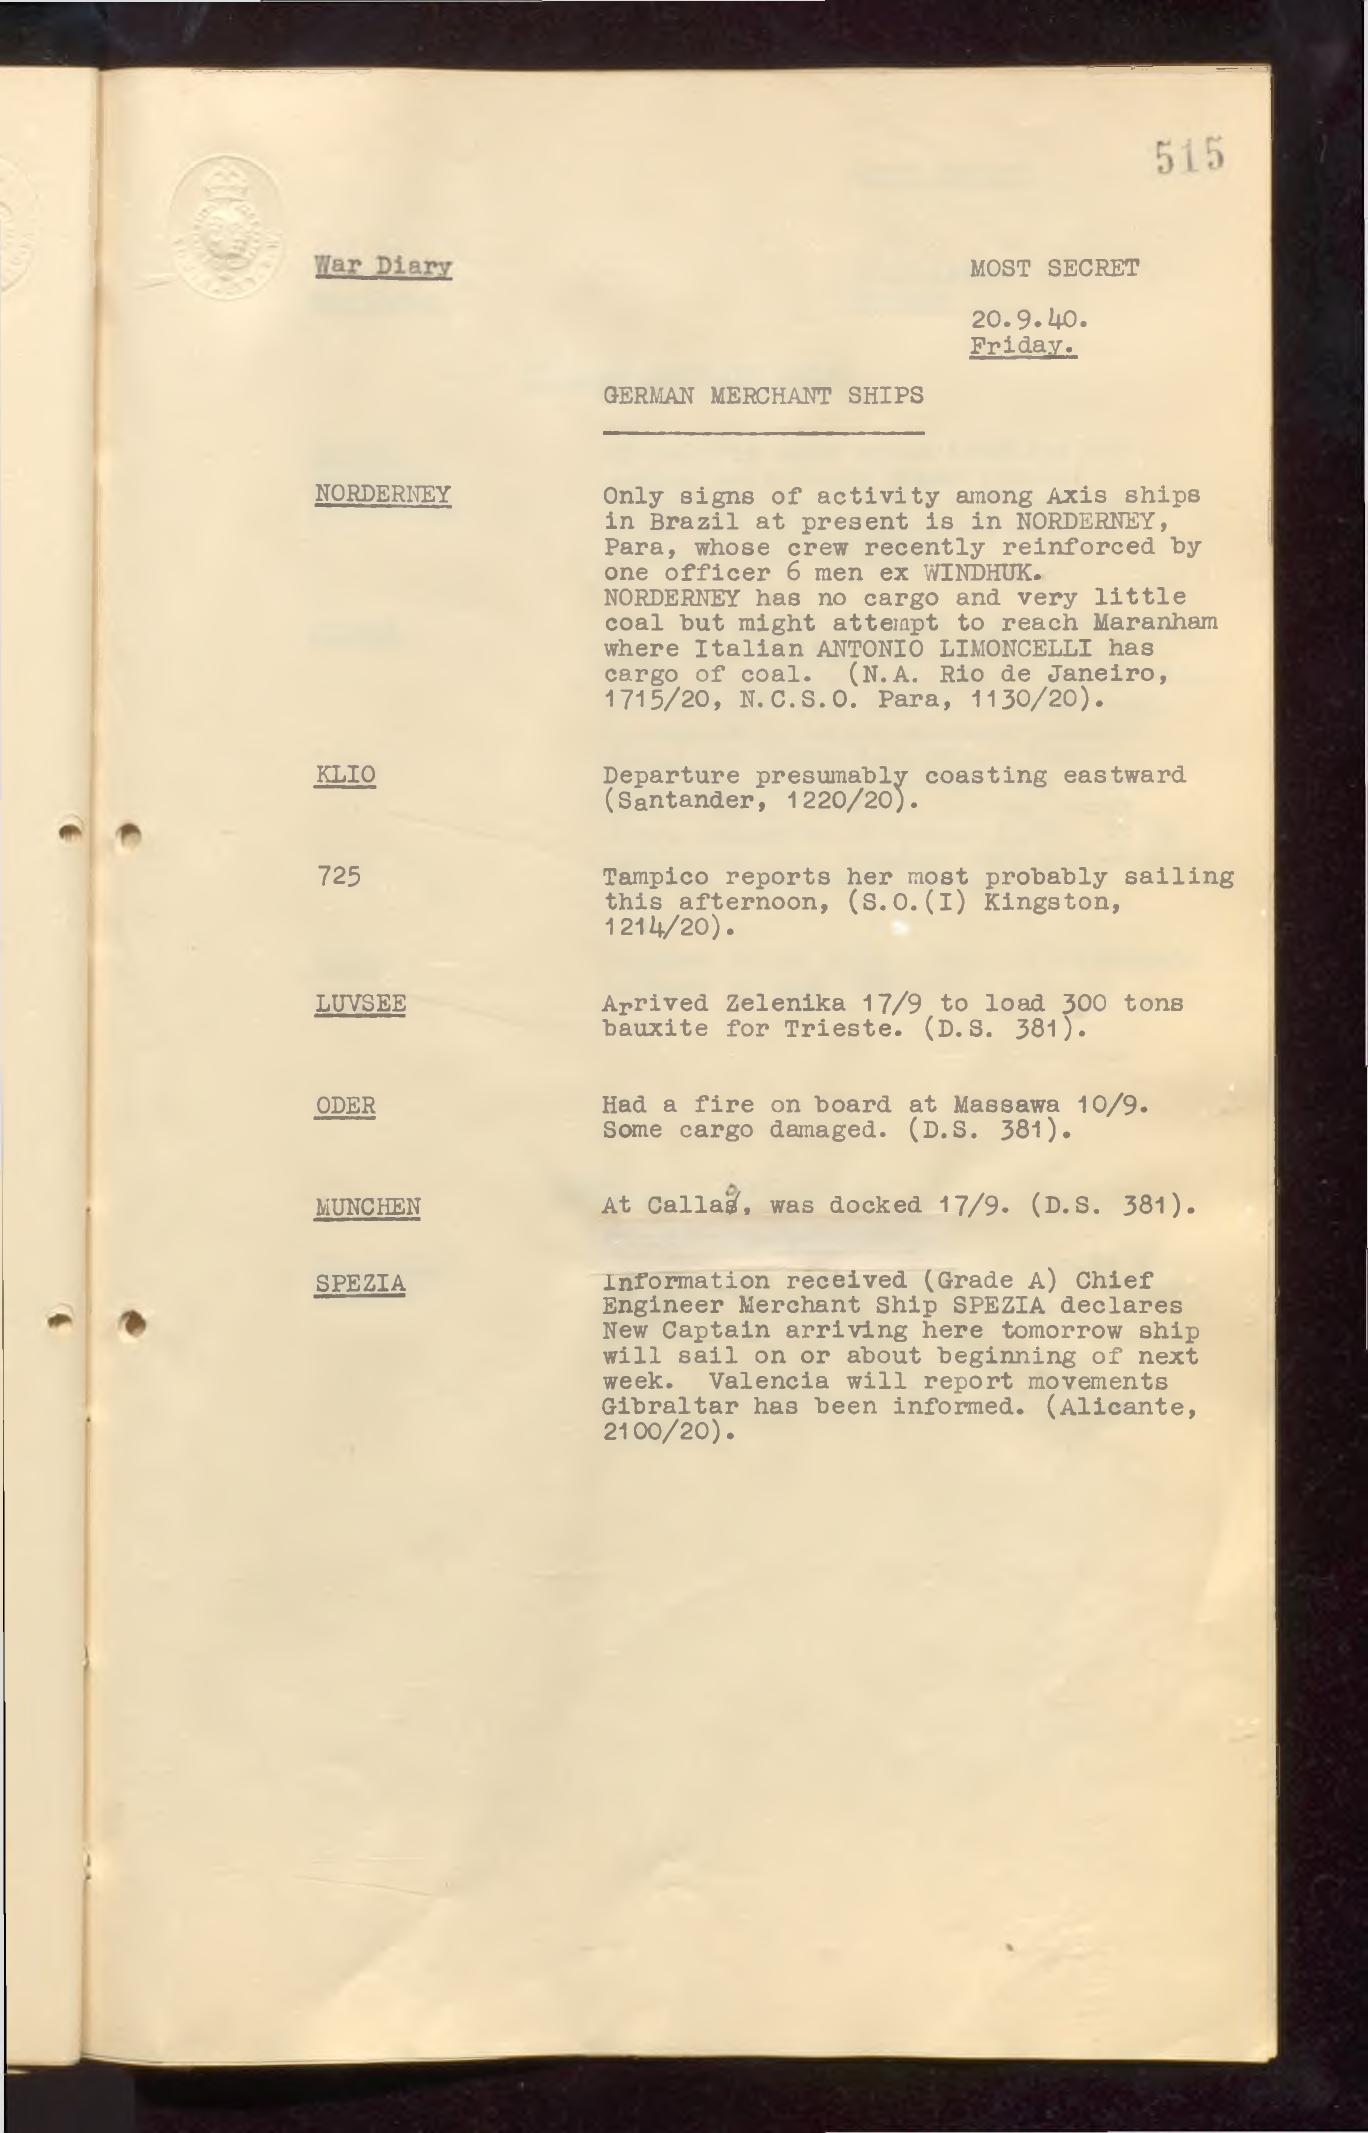 515
War Diary
MOST SECRET
20.9.40.
Friday.
GERMAN MERCHANT SHIPS
NORDERNEY
Only signs of activity among Axis ships
in Brazil at present is in NORDERNEY,
Para, whose crew recently reinforced by
one officer 6 men ex WINDHUK.
NORDERNEY has no cargo and very little
coal but might attempt to reach Maranham
where Italian ANTONIO LIMONCELLI has
cargo of coal. (N.A. Rio de Janeiro,
1715/20, N.C.S.O. Para, 1130/20).
KLIO
Departure presumably coasting eastward
(Santander, 1220/20).
725
Tampico reports her most probably sailing
this afternoon, (S.O.(I) Kingston,
1214/20).
LUVSEE
Arrived Zelenika 17/9 to load 300 tons
bauxite for Trieste. (D.S. 381).
ODER
Had a fire on board at Massawa 10/9.
Some cargo damaged. (D.S. 381).
MUNCHEN
At Callao, was docked 17/9. (D.S. 381).
SPEZIA
Information received (Grade A) Chief
Engineer Merchant Ship SPEZIA declares
New Captain arriving here tomorrow ship
will sail on or about beginning of next
week. Valencia will report movements
Gibraltar has been informed. (Alicante,
2100/20).